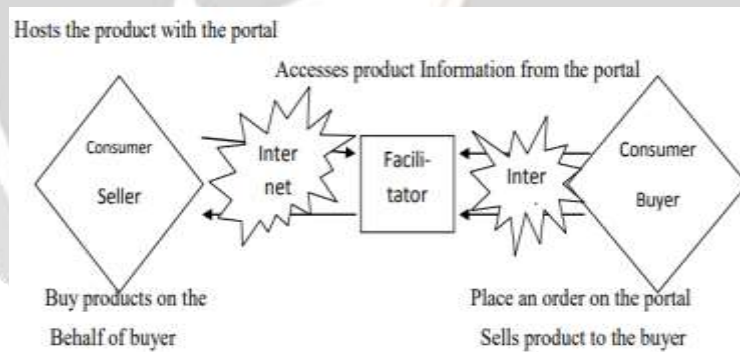 Hosts the product with the portal
Accesses product Information from the portal
Consumer
Seller
Inter
net
Facili-
tator
Inter
Consumer
Buyer
Buy products on the
Behalf of buyer
Place an order on the portal
Sells product to the buyer